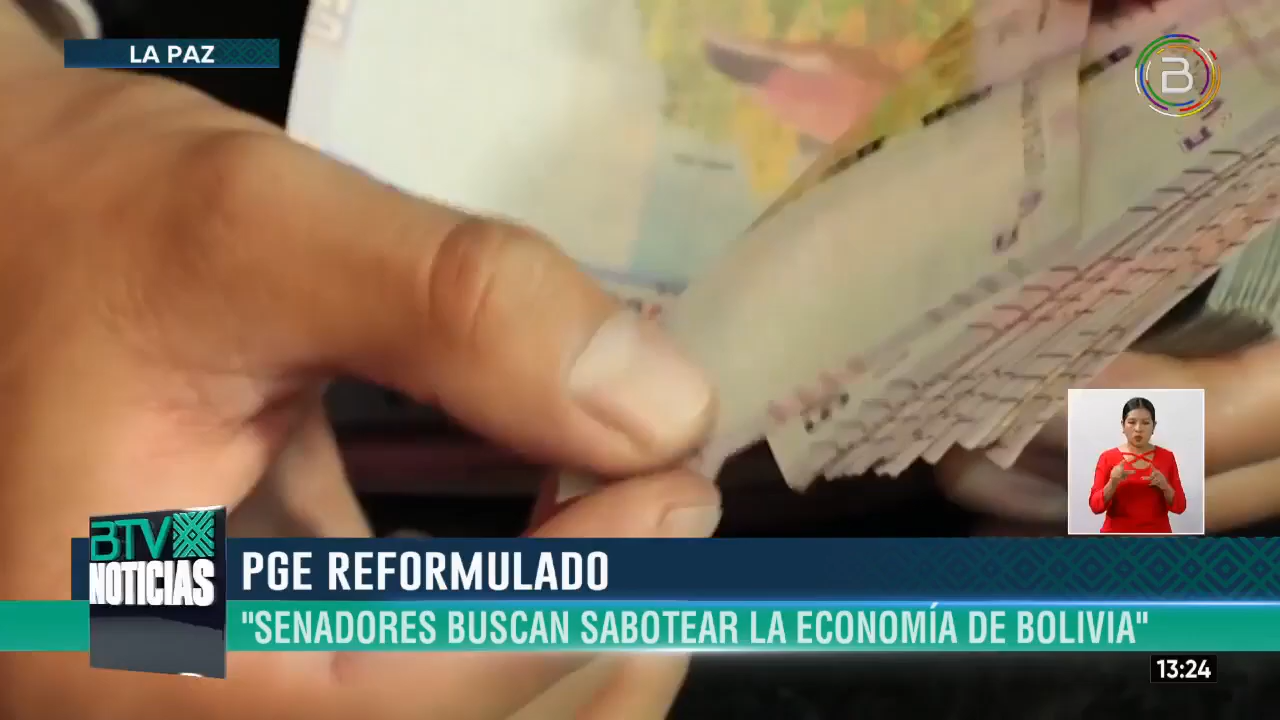 LA PAZ
B
BTV
NOTICIAS
PGE REFORMULADO
"SENADORES BUSCAN SABOTEAR LA ECONOMÍA DE BOLIVIA"
13:24